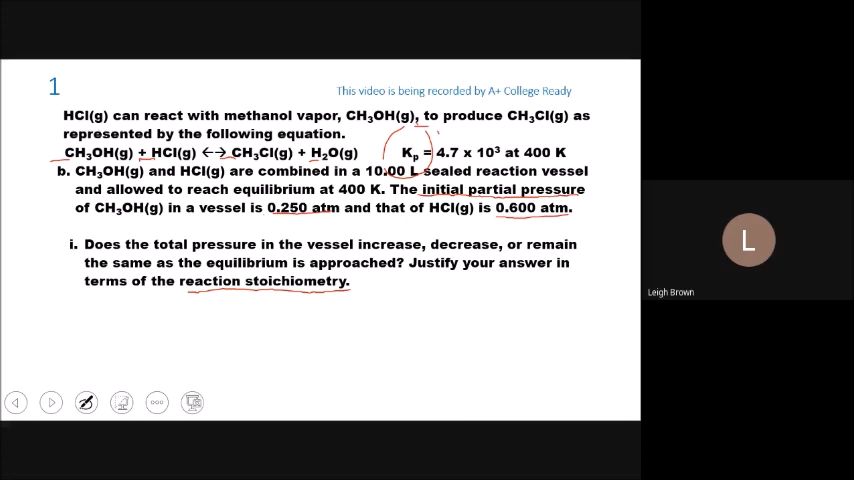 1
This video is being recorded by A+ College Ready
HCl(g) can react with methanol vapor, CH₃OH(g), to produce CH₃Cl(g) as
represented by the following equation.
CH₃OH(g) + HCl(g) ←→ CH₃Cl(g) + H₂O(g) Kₚ = 4.7 x 10³ at 400 K
b. CH₃OH(g) and HCl(g) are combined in a 10.00 L sealed reaction vessel
and allowed to reach equilibrium at 400 K. The initial partial pressure
of CH₃OH(g) in a vessel is 0.250 atm and that of HCl(g) is 0.600 atm.
i. Does the total pressure in the vessel increase, decrease, or remain
the same as the equilibrium is approached? Justify your answer in
terms of the reaction stoichiometry.
L
Leigh Brown